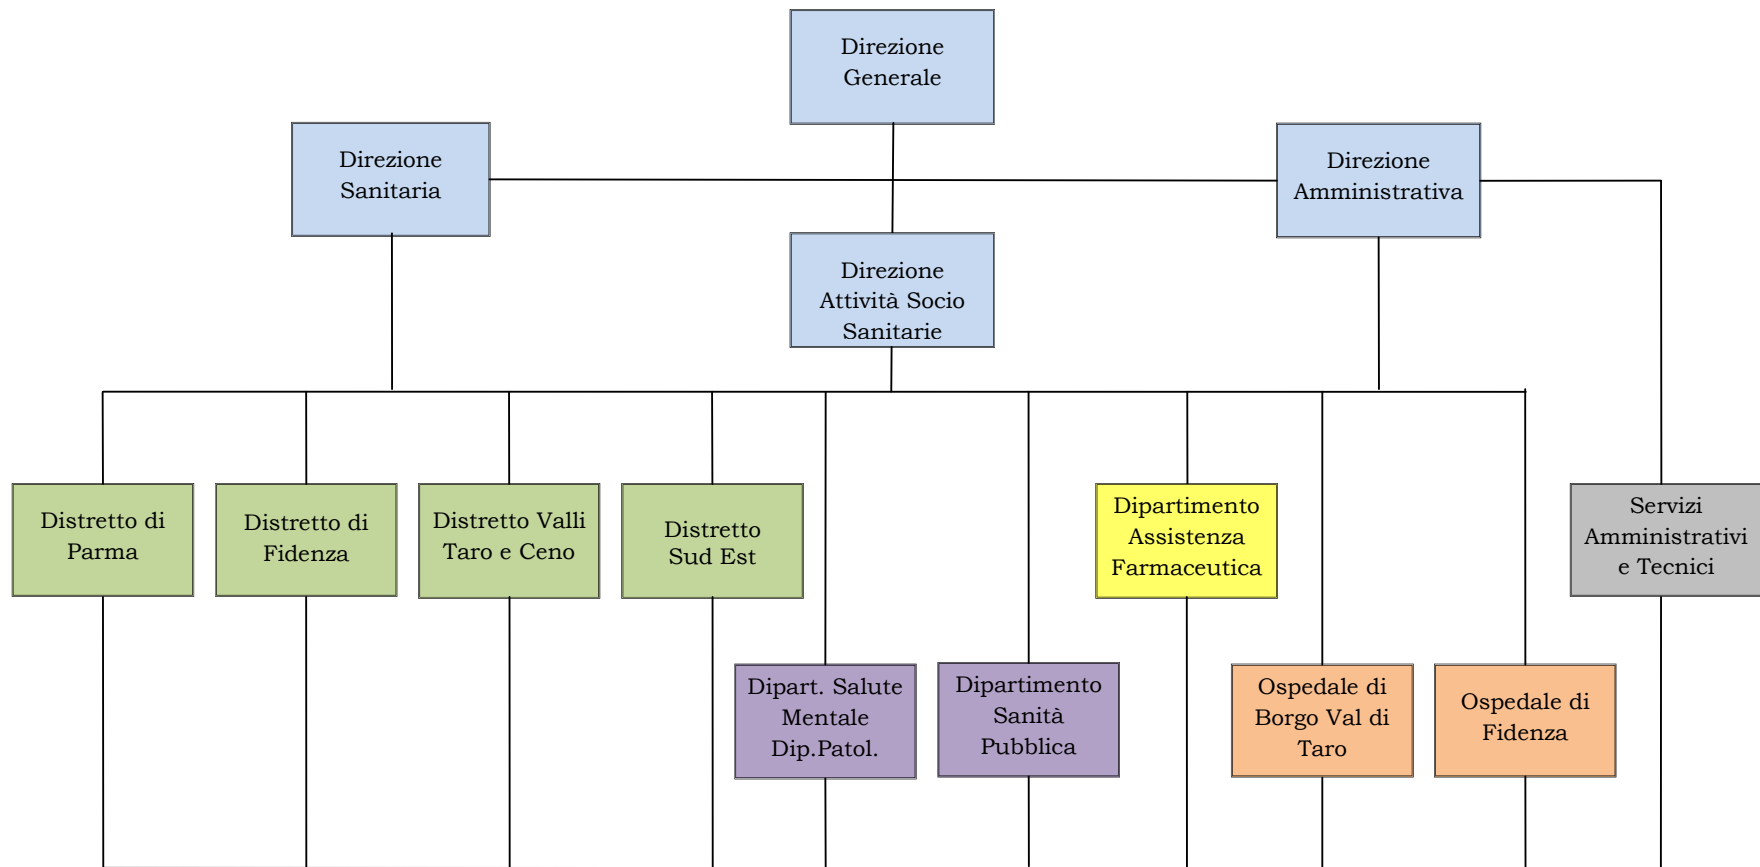 Direzione
Generale
Direzione
Sanitaria
Direzione
Amministrativa
Direzione
Attività Socio
Sanitarie
Distretto di
Parma
Distretto di
Fidenza
Distretto Valli
Taro e Ceno
Distretto
Sud Est
Dipartimento
Assistenza
Farmaceutica
Servizi
Amministrativi
e Tecnici
Dipart. Salute
Mentale
Dip.Patol.
Dipartimento
Sanità
Pubblica
Ospedale di
Borgo Val di
Taro
Ospedale di
Fidenza